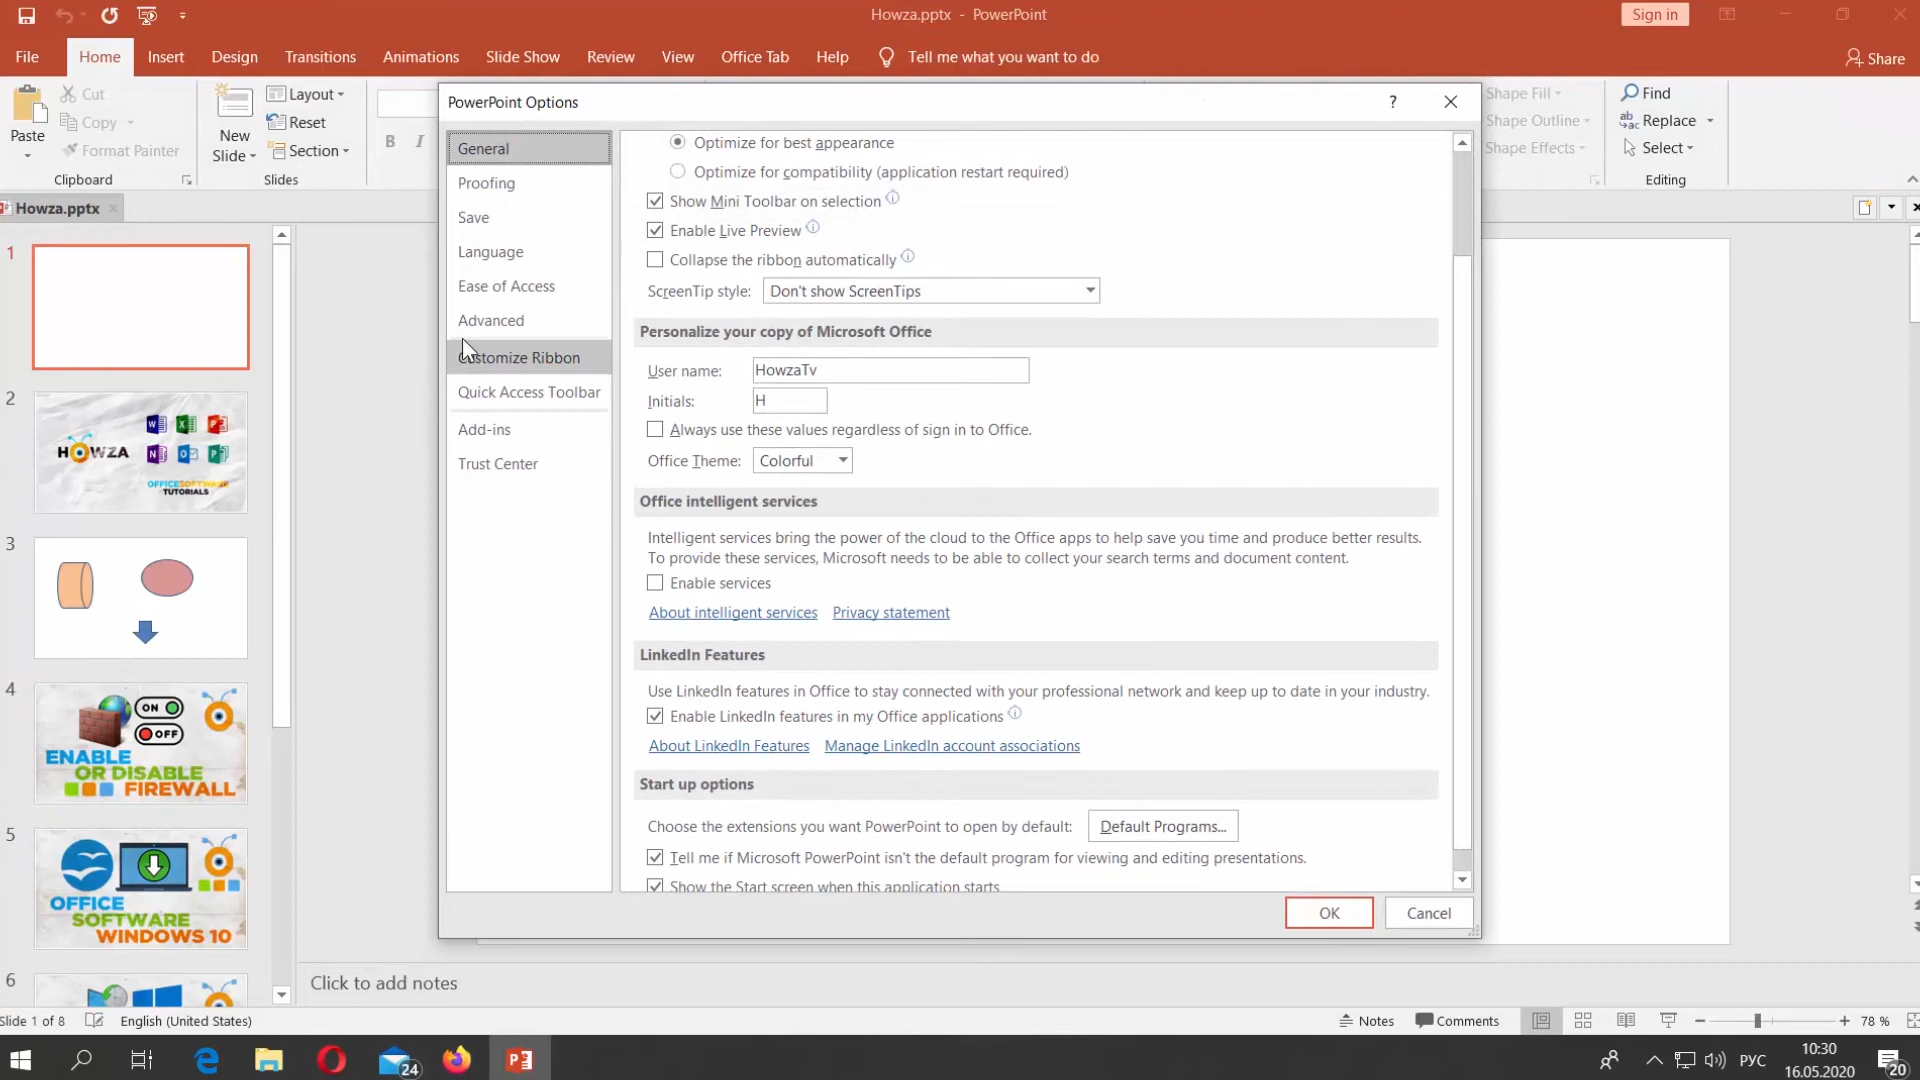 Howza.pptx - PowerPoint
Sign in
File
Home
Insert
Design
Transitions
Animations
Slide Show
Review
View
Office Tab
Help
Tell me what you want to do
Share
Paste
Cut
Copy
Format Painter
Clipboard
New
Slide
Layout
Reset
Section
Slides
B
I
Shape Fill
Shape Outline
Shape Effects
Find
Replace
Select
Editing
Howza.pptx
PowerPoint Options
?
General
Proofing
Save
Language
Ease of Access
Advanced
Customize Ribbon
Quick Access Toolbar
Add-ins
Trust Center
Optimize for best appearance
Optimize for compatibility (application restart required)
Show Mini Toolbar on selection
Enable Live Preview
Collapse the ribbon automatically
ScreenTip style: Don't show ScreenTips
Personalize your copy of Microsoft Office
User name: HowzaTv
Initials: H
Always use these values regardless of sign in to Office.
Office Theme: Colorful
Office intelligent services
Intelligent services bring the power of the cloud to the Office apps to help save you time and produce better results.
To provide these services, Microsoft needs to be able to collect your search terms and document content.
Enable services
About intelligent services Privacy statement
LinkedIn Features
Use LinkedIn features in Office to stay connected with your professional network and keep up to date in your industry.
Enable LinkedIn features in my Office applications
About LinkedIn Features Manage LinkedIn account associations
Start up options
Choose the extensions you want PowerPoint to open by default: Default Programs...
Tell me if Microsoft PowerPoint isn't the default program for viewing and editing presentations.
Show the Start screen when this application starts
OK
Cancel
1
2
HOWZA
OFFICE SOFTWARE
TUTORIALS
3
4
ON
OFF
ENABLE
OR DISABLE
FIREWALL
5
OFFICE
SOFTWARE
WINDOWS 10
6
Click to add notes
Slide 1 of 8
English (United States)
Notes
Comments
78 %
24
РУС
10:30
16.05.2020
20